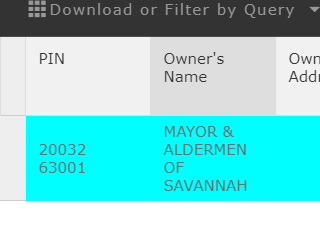 Download or Filter by Query
PIN
Owner's
Name
Own
Addr
20032
63001
MAYOR &
ALDERMEN
OF
SAVANNAH